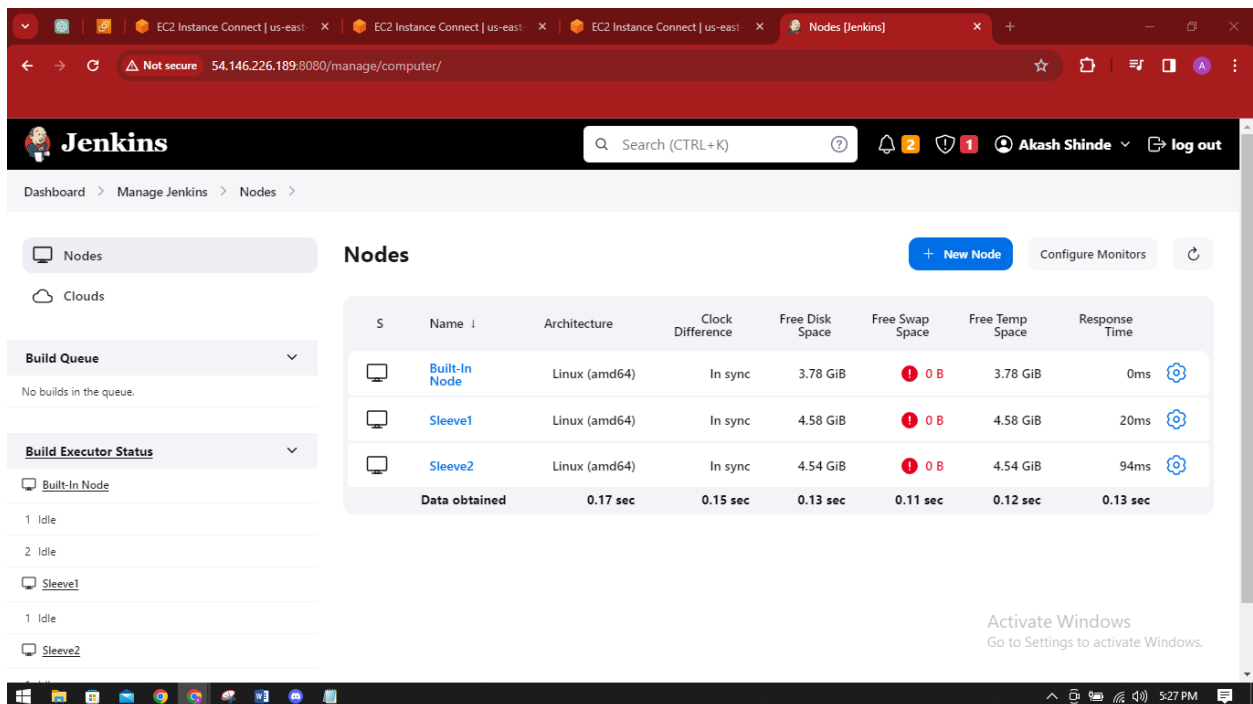 EC2 Instance Connect | us-east-
EC2 Instance Connect | us-east-
EC2 Instance Connect | us-east-
Nodes [Jenkins]
Not secure 54.146.226.189:8080/manage/computer/
A
Jenkins
Search (CTRL+K)
2
1
Akash Shinde
log out
Dashboard > Manage Jenkins > Nodes >
Nodes
Clouds
Build Queue
No builds in the queue.
Build Executor Status
Built-In Node
1 Idle
2 Idle
Sleeve1
1 Idle
Sleeve2
Nodes
+ New Node
Configure Monitors
S Name ↓ Architecture Clock Difference Free Disk Space Free Swap Space Free Temp Space Response Time
Built-In Node Linux (amd64) In sync 3.78 GiB 0 B 3.78 GiB 0ms
Sleeve1 Linux (amd64) In sync 4.58 GiB 0 B 4.58 GiB 20ms
Sleeve2 Linux (amd64) In sync 4.54 GiB 0 B 4.54 GiB 94ms
Data obtained 0.17 sec 0.15 sec 0.13 sec 0.11 sec 0.12 sec 0.13 sec
Activate Windows
Go to Settings to activate Windows.
5:27 PM